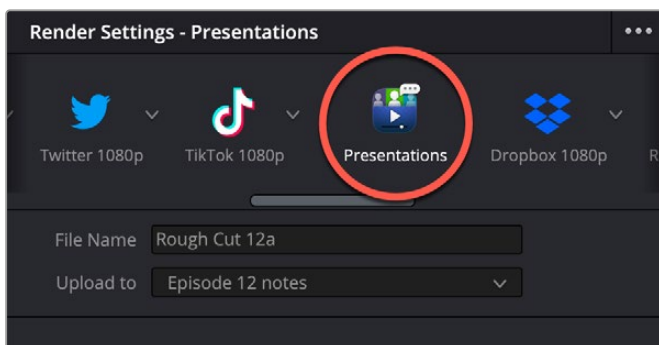 Render Settings - Presentations
Twitter 1080p TikTok 1080p Presentations Dropbox 1080p R
File Name Rough Cut 12a
Upload to Episode 12 notes